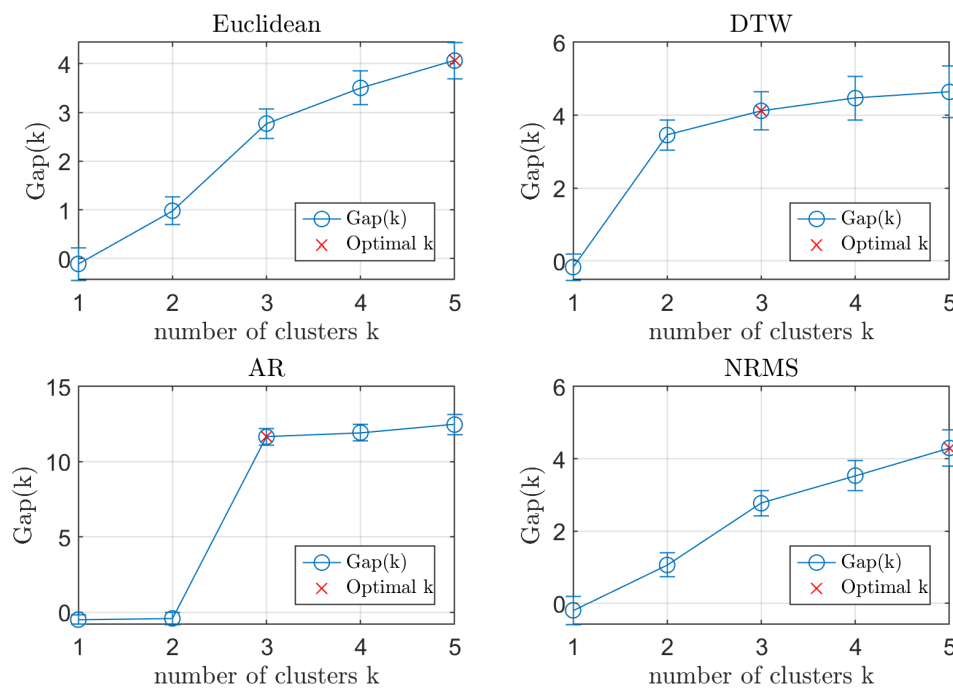 Euclidean
Gap(k)
4
3
2
1
0
Gap(k)
Optimal k
1 2 3 4 5
number of clusters k
DTW
Gap(k)
6
4
2
0
Gap(k)
Optimal k
1 2 3 4 5
number of clusters k
AR
Gap(k)
15
10
5
0
Gap(k)
Optimal k
1 2 3 4 5
number of clusters k
NRMS
Gap(k)
6
4
2
0
Gap(k)
Optimal k
1 2 3 4 5
number of clusters k